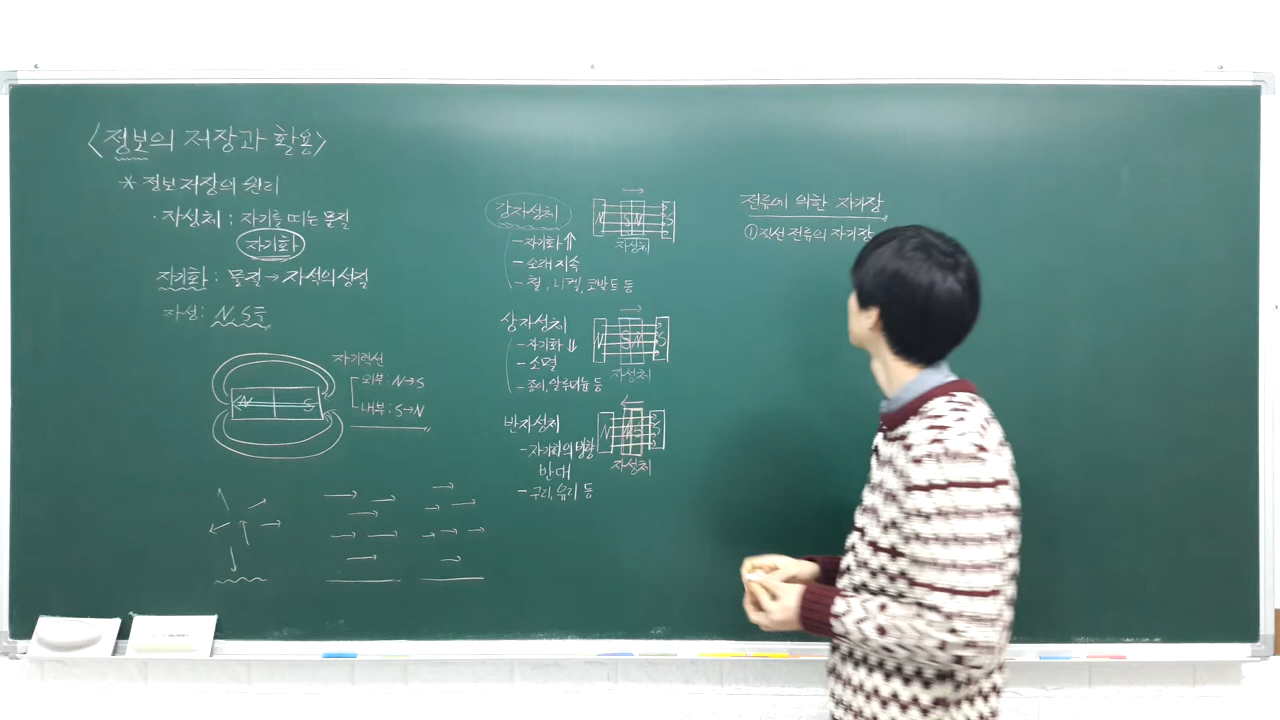 <정보의 저장과 활용>
* 정보 저장의 원리
· 자성체 : 자기를 띠는 물질
자기화
자기화 : 물질 → 자석의 성질
자성 : N, S극
N S
자기력선
외부 : N→S
내부 : S→N
강자성체
- 자기화 ⇑
- 오래 지속
- 철, 니켈, 코발트 등
N S N S
자성체
상자성체
- 자기화 ⇓
- 소멸
- 종이, 알루미늄 등
N S N S
자성체
반자성체
- 자기화의 방향
반대
- 구리, 유리 등
N N S S
자성체
전류에 의한 자기장
① 직선 전류의 자기장